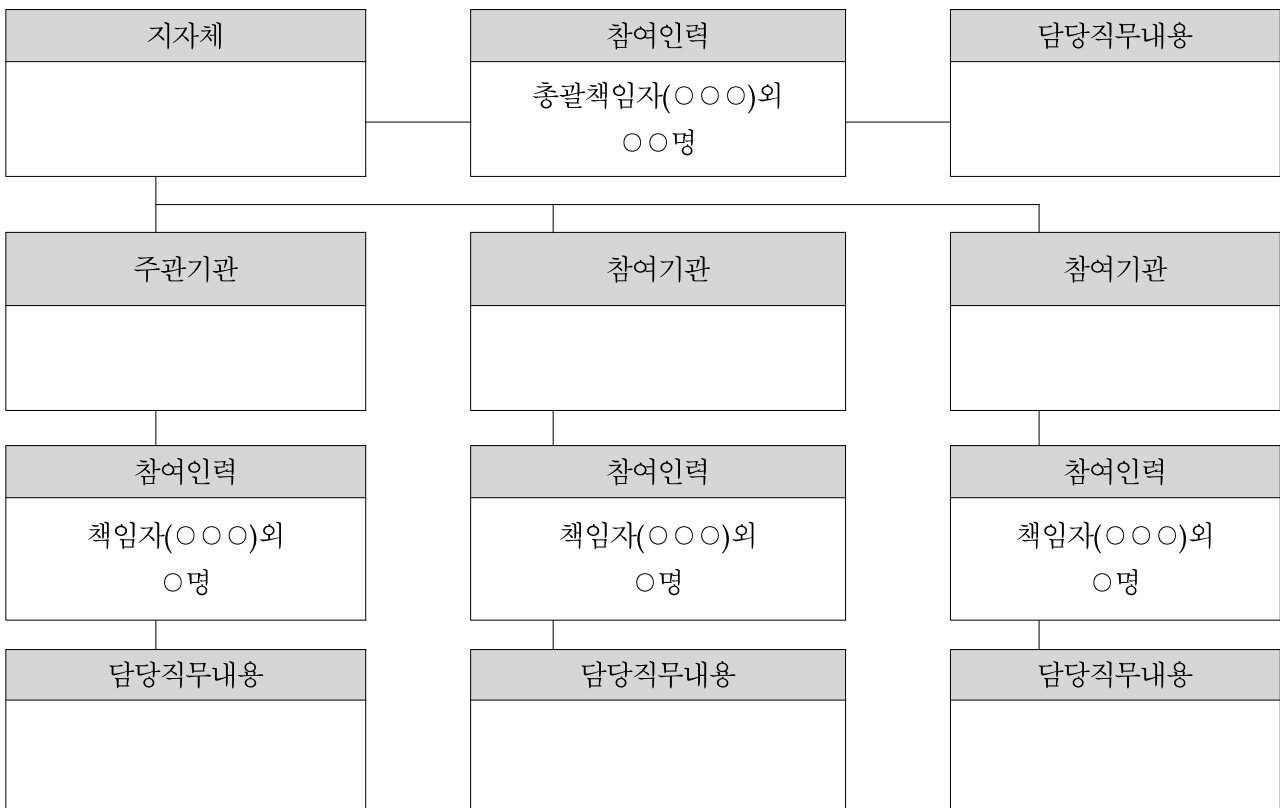 지자체
참여인력
담당직무내용
총괄책임자(○○○)외
○○명
주관기관
참여기관
참여기관
참여인력
참여인력
참여인력
책임자(○○○)외
○명
책임자(○○○)외
○명
책임자(○○○)외
○명
담당직무내용
담당직무내용
담당직무내용